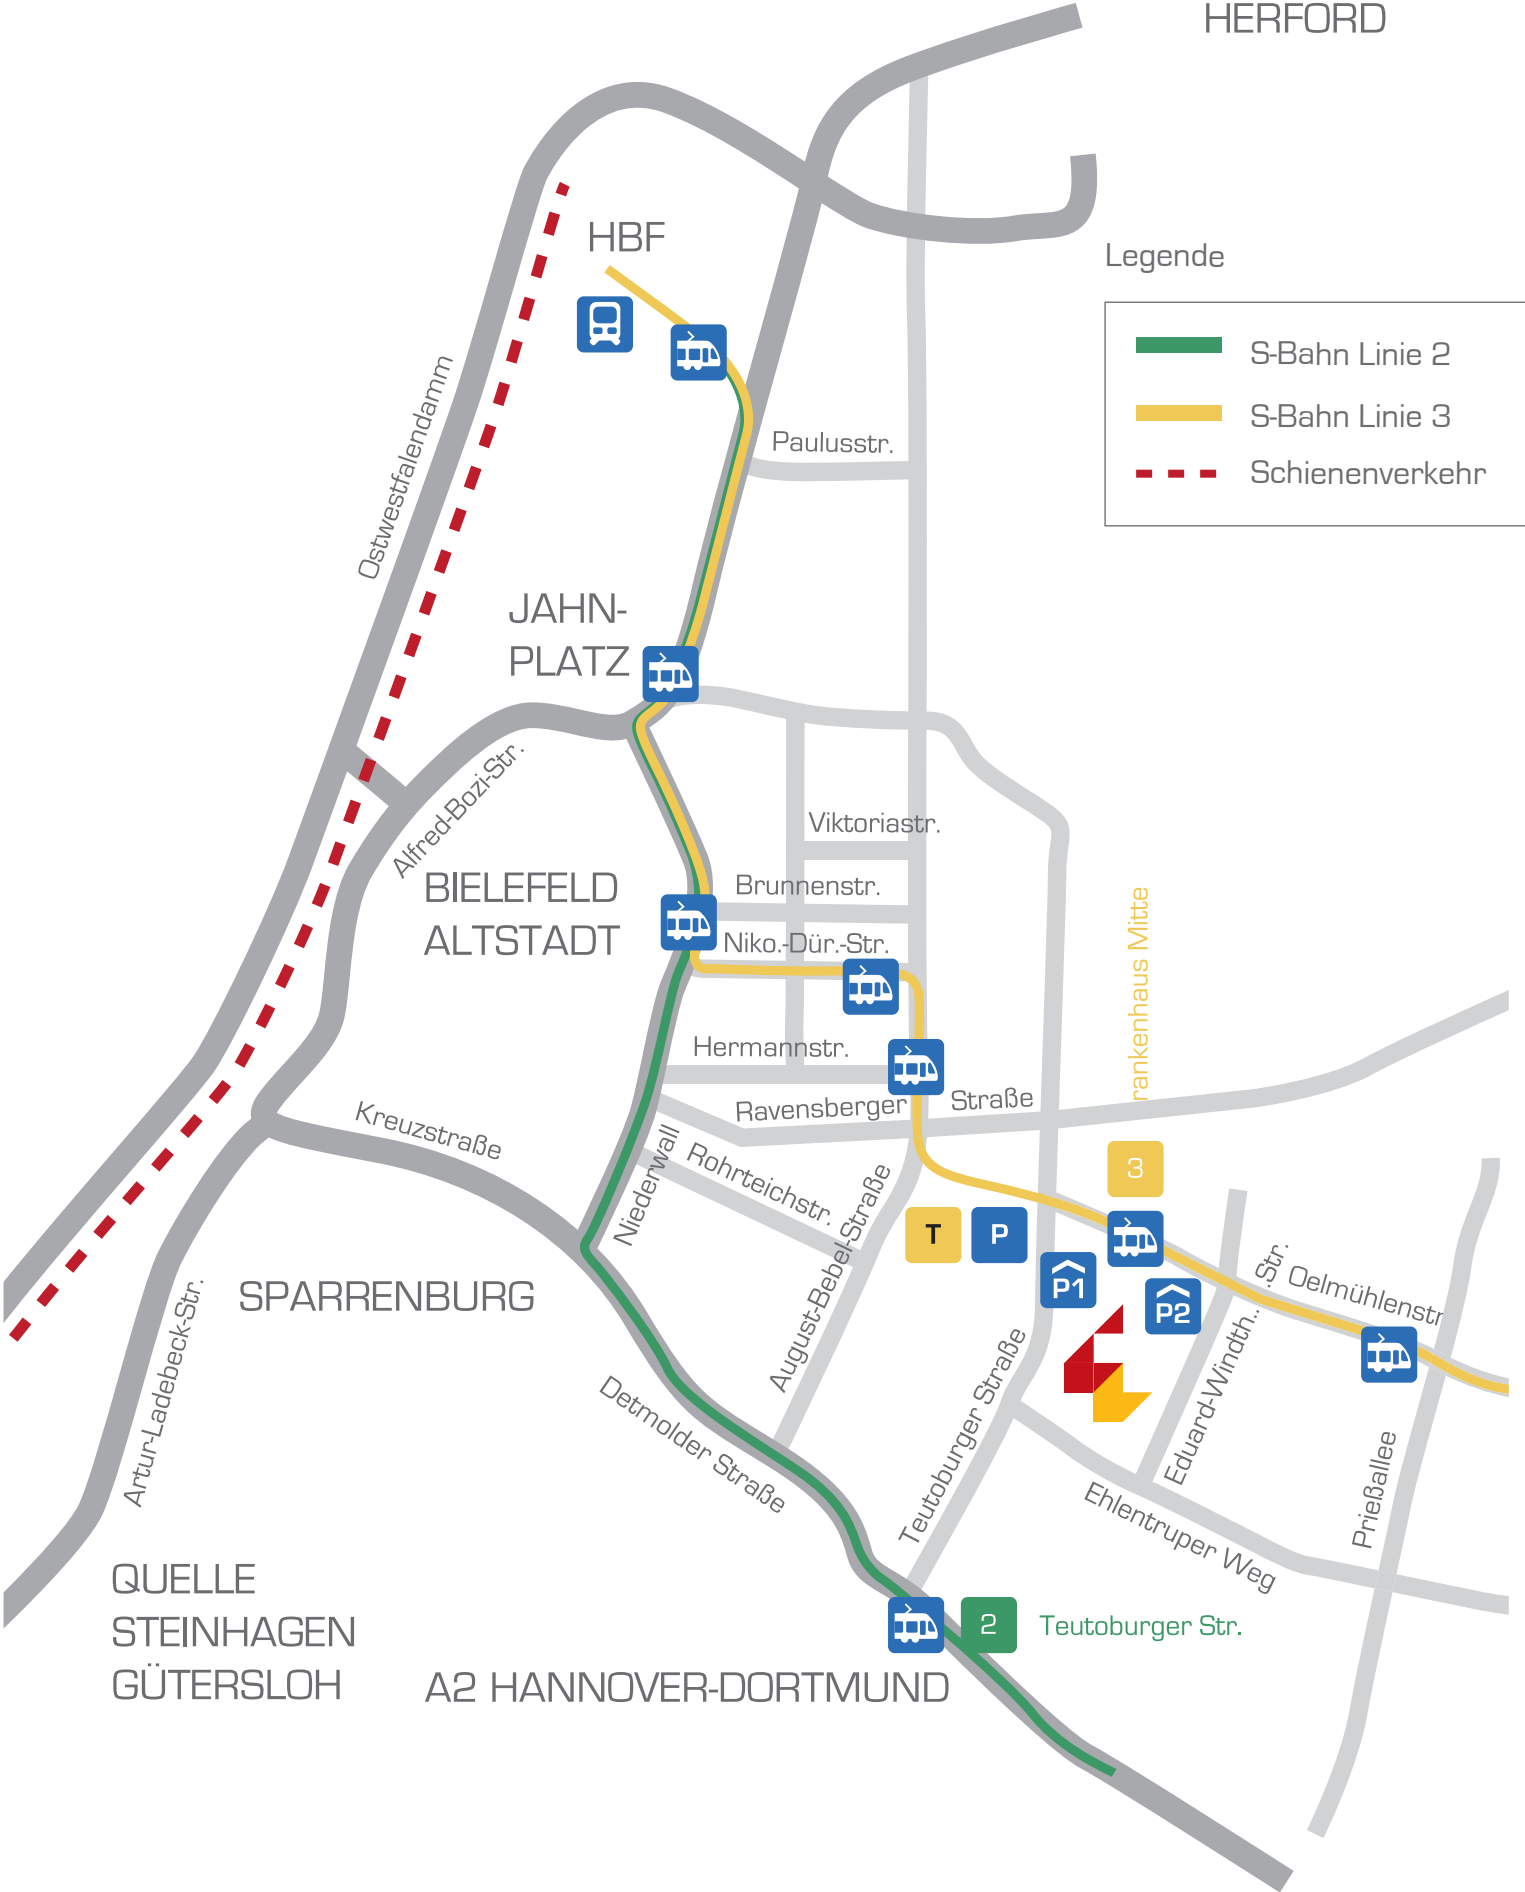 HERFORD
HBF
Legende
S-Bahn Linie 2
S-Bahn Linie 3
Schienenverkehr
Ostwestfalendamm
Paulusstr.
JAHN-
PLATZ
Alfred-Bozi-Str.
Viktoriastr.
BIELEFELD
ALTSTADT
Brunnenstr.
Niko.-Dür.-Str.
rankenhaus Mitte
Hermannstr.
Ravensberger Straße
Kreuzstraße
Niederwall
Rohrteichstr.
August-Bebel-Straße
3
T
P
P1
P2
Oelmühlenstr
Eduard-Windth...Str.
SPARRENBURG
Artur-Ladebeck-Str.
Detmolder Straße
Teutoburger Straße
Ehlentruper Weg
Prießallee
QUELLE
STEINHAGEN
GÜTERSLOH
2
Teutoburger Str.
A2 HANNOVER-DORTMUND